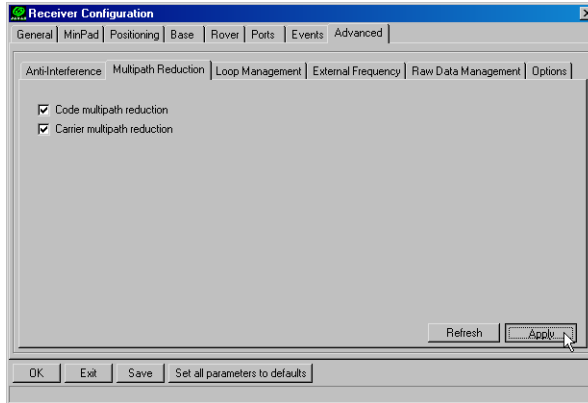 Receiver Configuration
General MinPad Positioning Base Rover Ports Events Advanced
Anti-Interference Multipath Reduction Loop Management External Frequency Raw Data Management Options
Code multipath reduction
Carrier multipath reduction
Refresh Apply
OK Exit Save Set all parameters to defaults